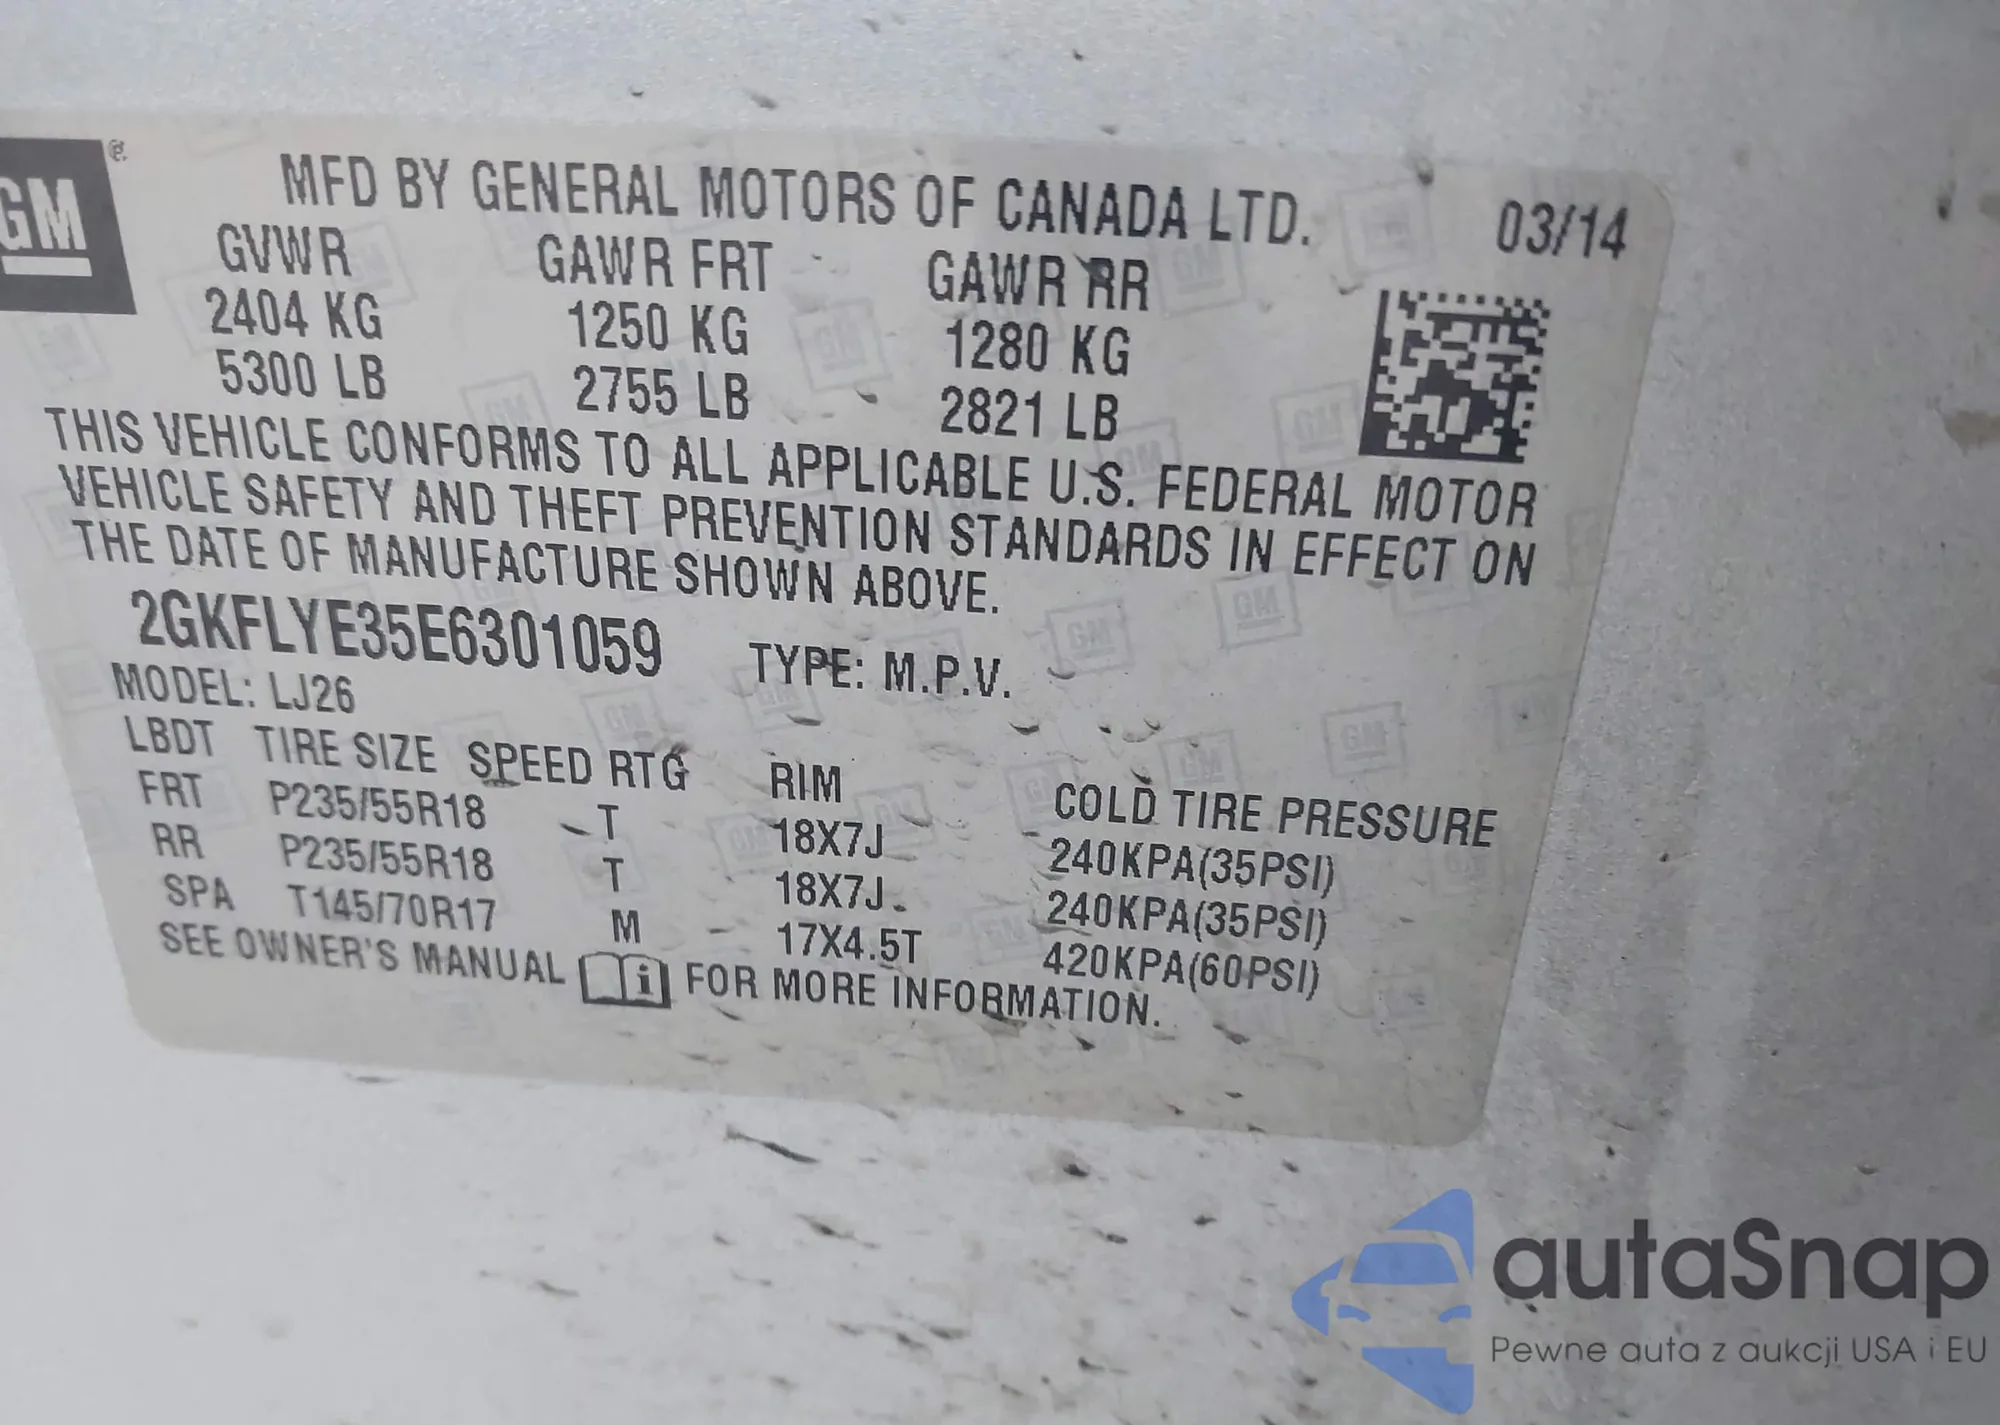 GM
MFD BY GENERAL MOTORS OF CANADA LTD. 03/14
GVWR GAWR FRT GAWR RR
2404 KG 1250 KG 1280 KG
5300 LB 2755 LB 2821 LB
THIS VEHICLE CONFORMS TO ALL APPLICABLE U.S. FEDERAL MOTOR
VEHICLE SAFETY AND THEFT PREVENTION STANDARDS IN EFFECT ON
THE DATE OF MANUFACTURE SHOWN ABOVE.
2GKFLYE35E6301059 TYPE: M.P.V.
MODEL: LJ26
LBDT TIRE SIZE SPEED RTG RIM COLD TIRE PRESSURE
FRT P235/55R18 T 18X7J 240KPA(35PSI)
RR P235/55R18 T 18X7J 240KPA(35PSI)
SPA T145/70R17 M 17X4.5T 420KPA(60PSI)
SEE OWNER'S MANUAL i FOR MORE INFORMATION.
autaSnap
Pewne auta z aukcji USA i EU